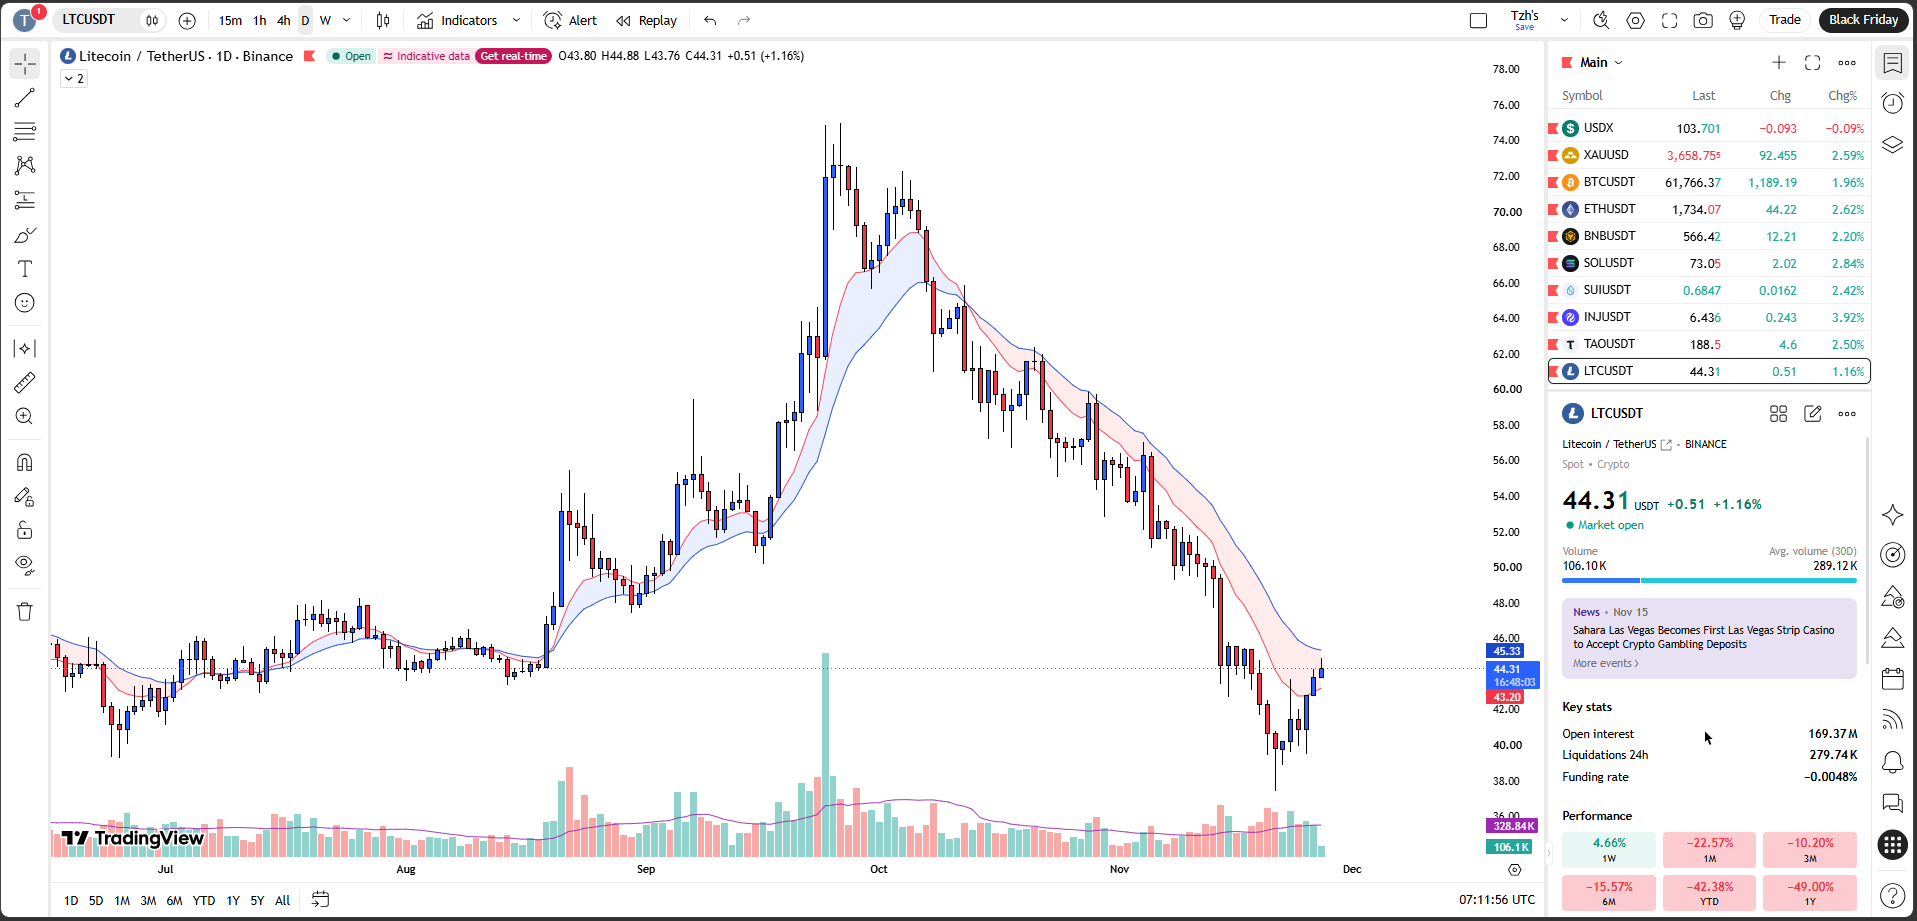 T 1 LTCUSDT 15m 1h 4h D W Indicators Alert Replay Tzh's Save Trade Black Friday
Litecoin / TetherUS · 1D · Binance Open Indicative data Get real-time O43.80 H44.88 L43.76 C44.31 +0.51 (+1.16%)
2
78.00
76.00
74.00
72.00
70.00
68.00
66.00
64.00
62.00
60.00
58.00
56.00
54.00
52.00
50.00
48.00
46.00
45.33
44.31
16:48:03
43.20
42.00
40.00
38.00
36.00
328.84K
106.1K
TradingView
Jul Aug Sep Oct Nov Dec
1D 5D 1M 3M 6M YTD 1Y 5Y All 07:11:56 UTC
Main
Symbol Last Chg Chg%
USDX 103.701 −0.093 −0.09%
XAUUSD 3,658.755 92.455 2.59%
BTCUSDT 61,766.37 1,189.19 1.96%
ETHUSDT 1,734.07 44.22 2.62%
BNBUSDT 566.42 12.21 2.20%
SOLUSDT 73.05 2.02 2.84%
SUIUSDT 0.6847 0.0162 2.42%
INJUSDT 6.436 0.243 3.92%
TAOUSDT 188.5 4.6 2.50%
LTCUSDT 44.31 0.51 1.16%
LTCUSDT
Litecoin / TetherUS • BINANCE
Spot • Crypto
44.31 USDT +0.51 +1.16%
Market open
Volume Avg. volume (30D)
106.10K 289.12K
News • Nov 15
Sahara Las Vegas Becomes First Las Vegas Strip Casino
to Accept Crypto Gambling Deposits
More events ›
Key stats
Open interest 169.37M
Liquidations 24h 279.74K
Funding rate −0.0048%
Performance
4.66% −22.57% −10.20%
1W 1M 3M
−15.57% −42.38% −49.00%
6M YTD 1Y